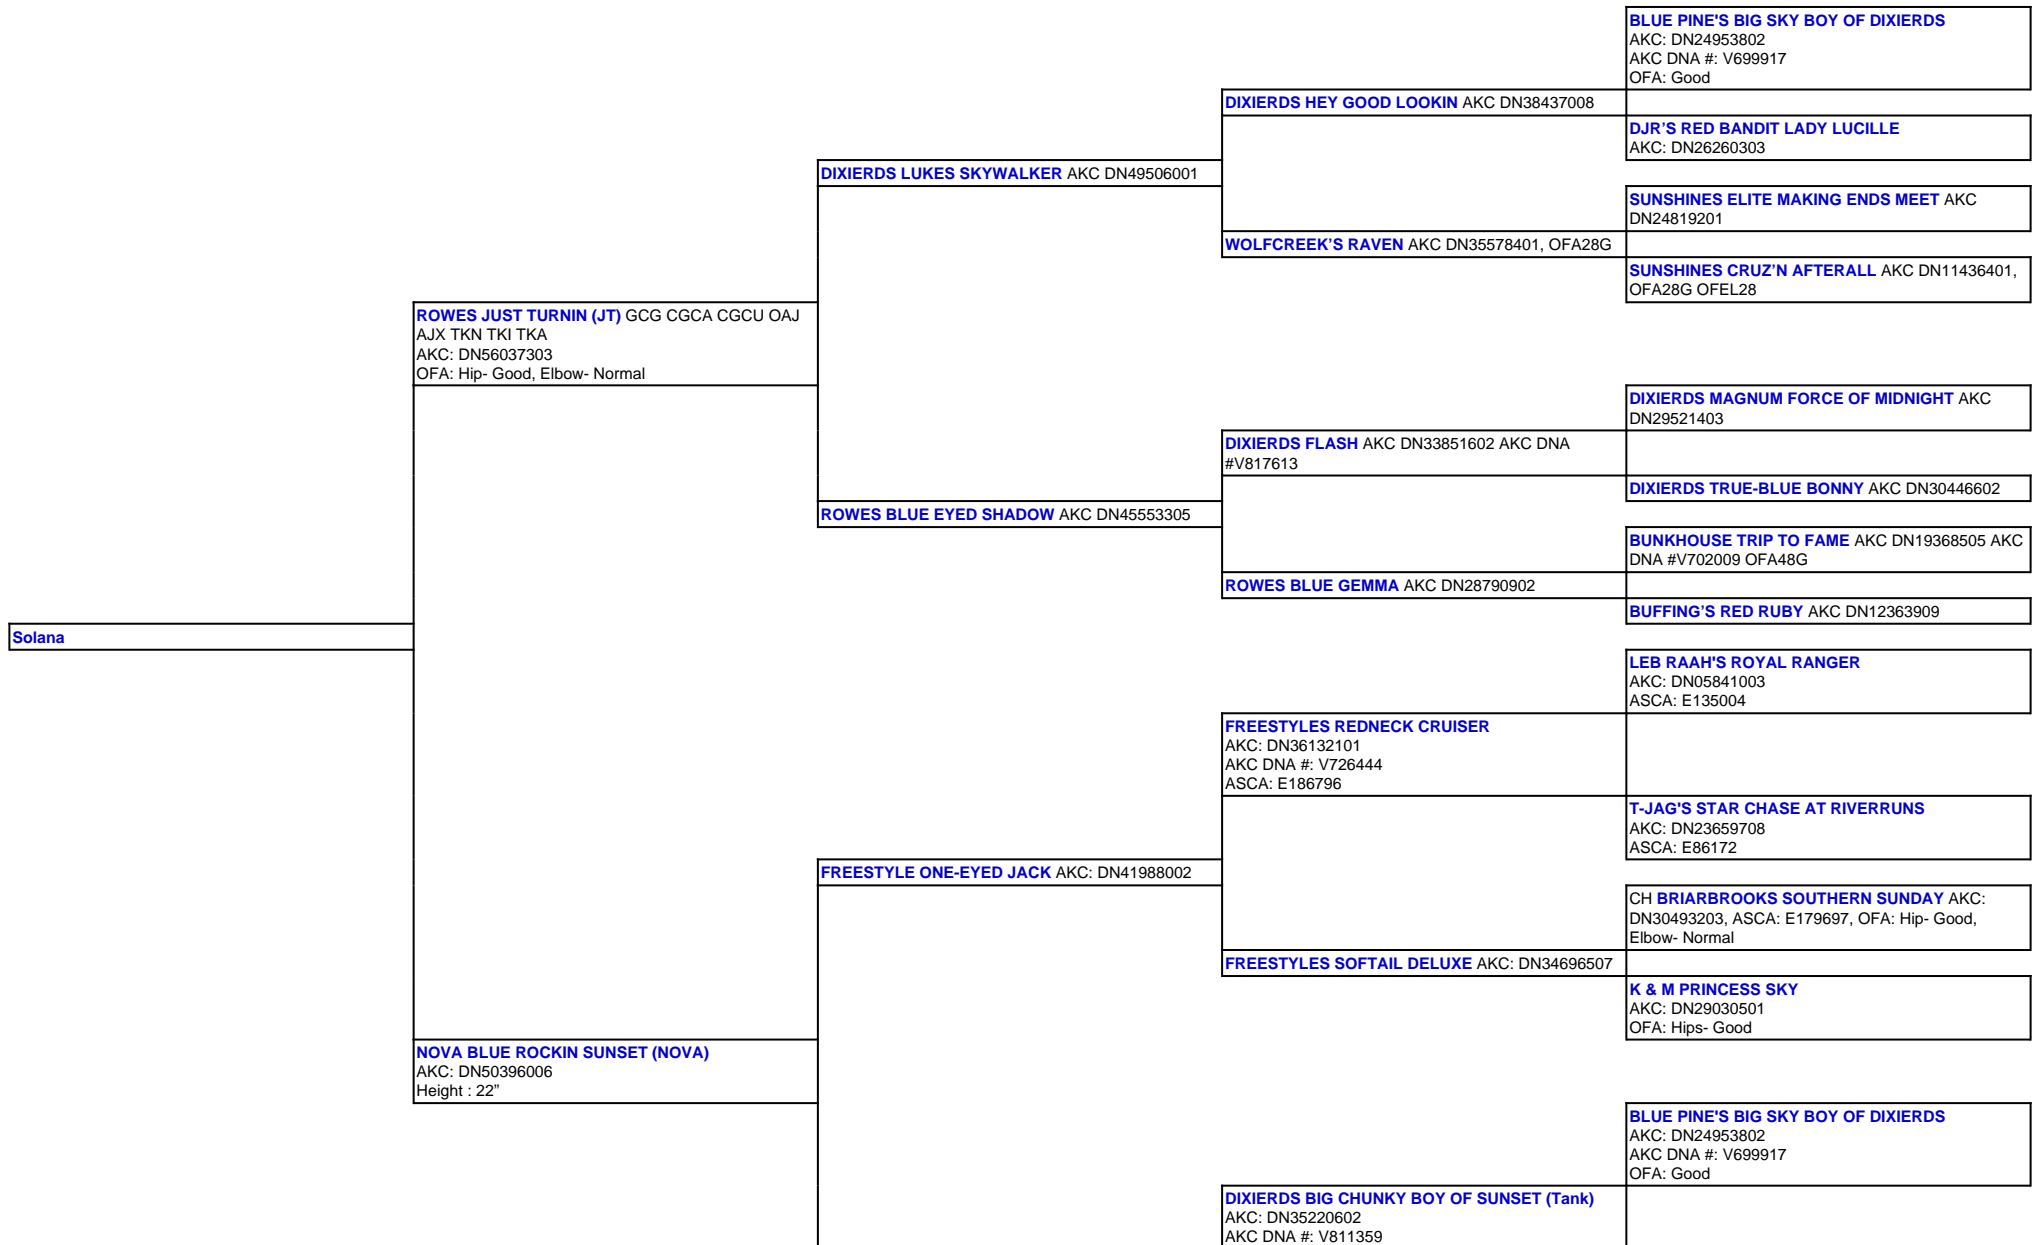 BLUE PINE'S BIG SKY BOY OF DIXIERDS
AKC: DN24953802
AKC DNA #: V699917
OFA: Good
DIXIERDS HEY GOOD LOOKIN AKC DN38437008
DJR’S RED BANDIT LADY LUCILLE
AKC: DN26260303
DIXIERDS LUKES SKYWALKER AKC DN49506001
SUNSHINES ELITE MAKING ENDS MEET AKC
DN24819201
WOLFCREEK’S RAVEN AKC DN35578401, OFA28G
SUNSHINES CRUZ’N AFTERALL AKC DN11436401,
OFA28G OFEL28
ROWES JUST TURNIN (JT) GCG CGCA CGCU OAJ
AJX TKN TKI TKA
AKC: DN56037303
OFA: Hip- Good, Elbow- Normal
DIXIERDS MAGNUM FORCE OF MIDNIGHT AKC
DN29521403
DIXIERDS FLASH AKC DN33851602 AKC DNA
#V817613
DIXIERDS TRUE-BLUE BONNY AKC DN30446602
ROWES BLUE EYED SHADOW AKC DN45553305
BUNKHOUSE TRIP TO FAME AKC DN19368505 AKC
DNA #V702009 OFA48G
ROWES BLUE GEMMA AKC DN28790902
BUFFING’S RED RUBY AKC DN12363909
Solana
LEB RAAH'S ROYAL RANGER
AKC: DN05841003
ASCA: E135004
FREESTYLES REDNECK CRUISER
AKC: DN36132101
AKC DNA #: V726444
ASCA: E186796
T-JAG'S STAR CHASE AT RIVERRUNS
AKC: DN23659708
ASCA: E86172
FREESTYLE ONE-EYED JACK AKC: DN41988002
CH BRIARBROOKS SOUTHERN SUNDAY AKC:
DN30493203, ASCA: E179697, OFA: Hip- Good,
Elbow- Normal
FREESTYLES SOFTAIL DELUXE AKC: DN34696507
K & M PRINCESS SKY
AKC: DN29030501
OFA: Hips- Good
NOVA BLUE ROCKIN SUNSET (NOVA)
AKC: DN50396006
Height : 22”
BLUE PINE'S BIG SKY BOY OF DIXIERDS
AKC: DN24953802
AKC DNA #: V699917
OFA: Good
DIXIERDS BIG CHUNKY BOY OF SUNSET (Tank)
AKC: DN35220602
AKC DNA #: V811359